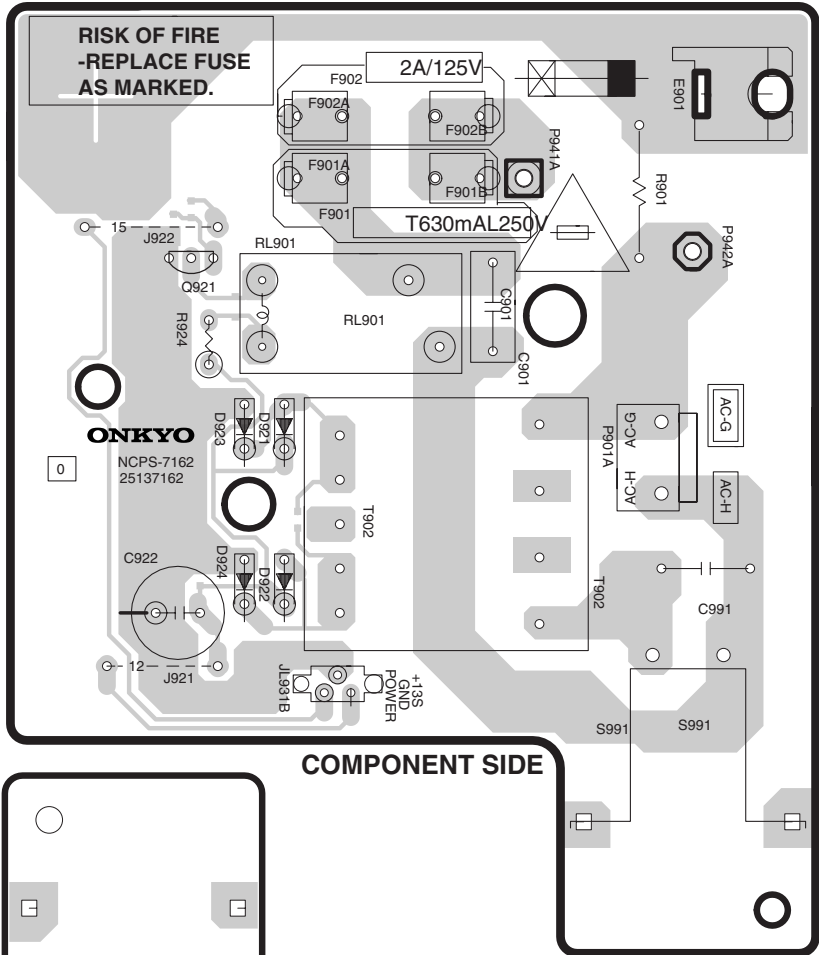 RISK OF FIRE
-REPLACE FUSE
AS MARKED.
F902
2A/125V
E901
F902A
F902B
P941A
F901A
F901B
R901
F901
T630mAL250V
15
J922
RL901
P942A
Q921
C901
R924
RL901
C901
D923
D921
AC-G
P901A
AC-G
ONKYO
NCPS-7162
25137162
0
AC-H
AC-H
T902
C922
D924
D922
T902
C991
12
J921
JL931B
+13S
GND
POWER
S991
S991
COMPONENT SIDE